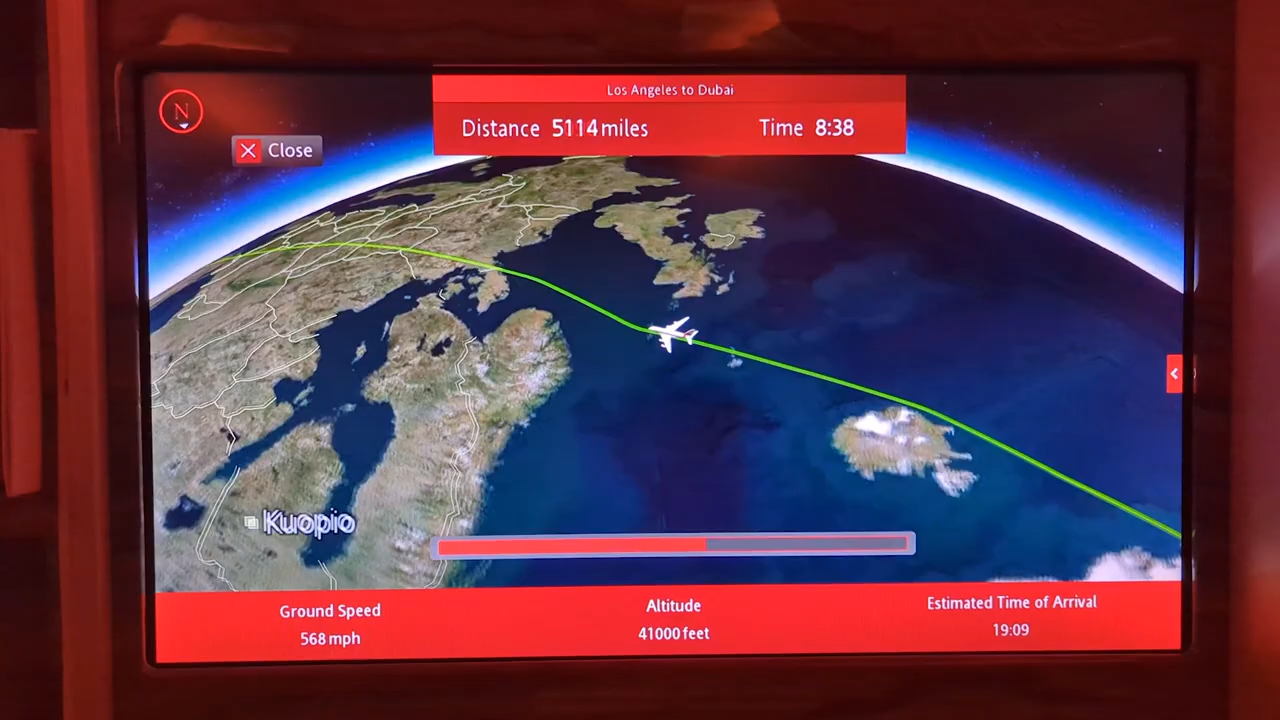 Los Angeles to Dubai
N
Distance 5114 miles
Time 8:38
Close
Kuopio
Ground Speed
568 mph
Altitude
41000 feet
Estimated Time of Arrival
19:09